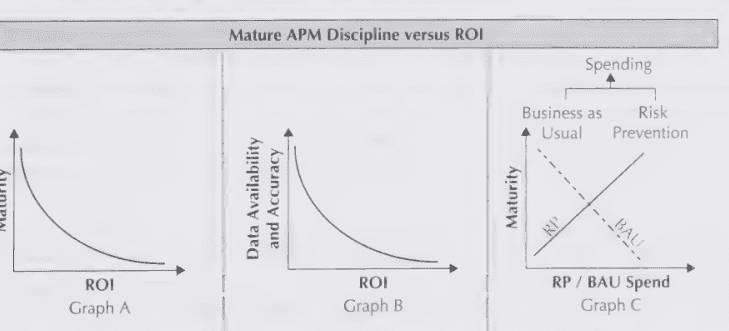 Mature APM Discipline versus ROI
Maturity
ROI
Graph A
Data Availability
and Accuracy
ROI
Graph B
Spending
Business as
Usual
Risk
Prevention
Maturity
RP
BAU
RP / BAU Spend
Graph C